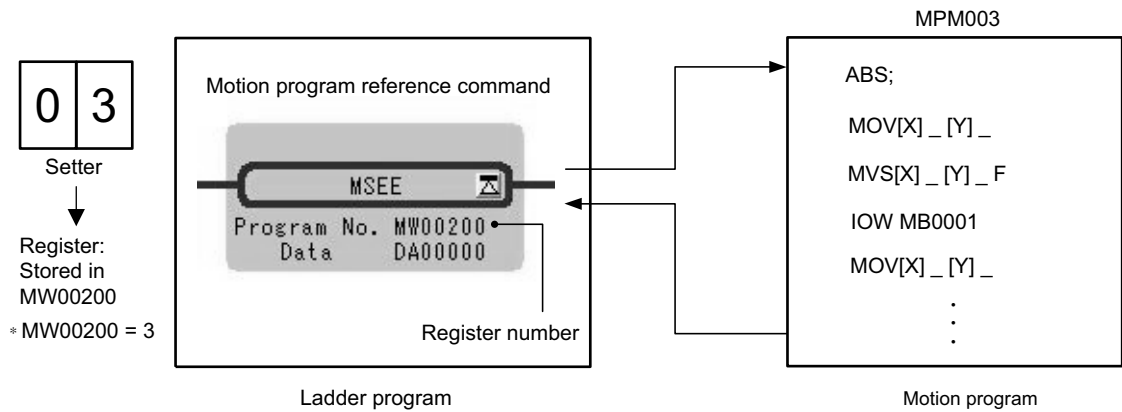 0 3
Setter
Register:
Stored in
MW00200
* MW00200 = 3
Motion program reference command
MSEE
Program No. MW00200
Data DA00000
Register number
Ladder program
MPM003
ABS;
MOV[X] _ [Y] _
MVS[X] _ [Y] _ F
IOW MB0001
MOV[X] _ [Y] _
.
.
.
Motion program